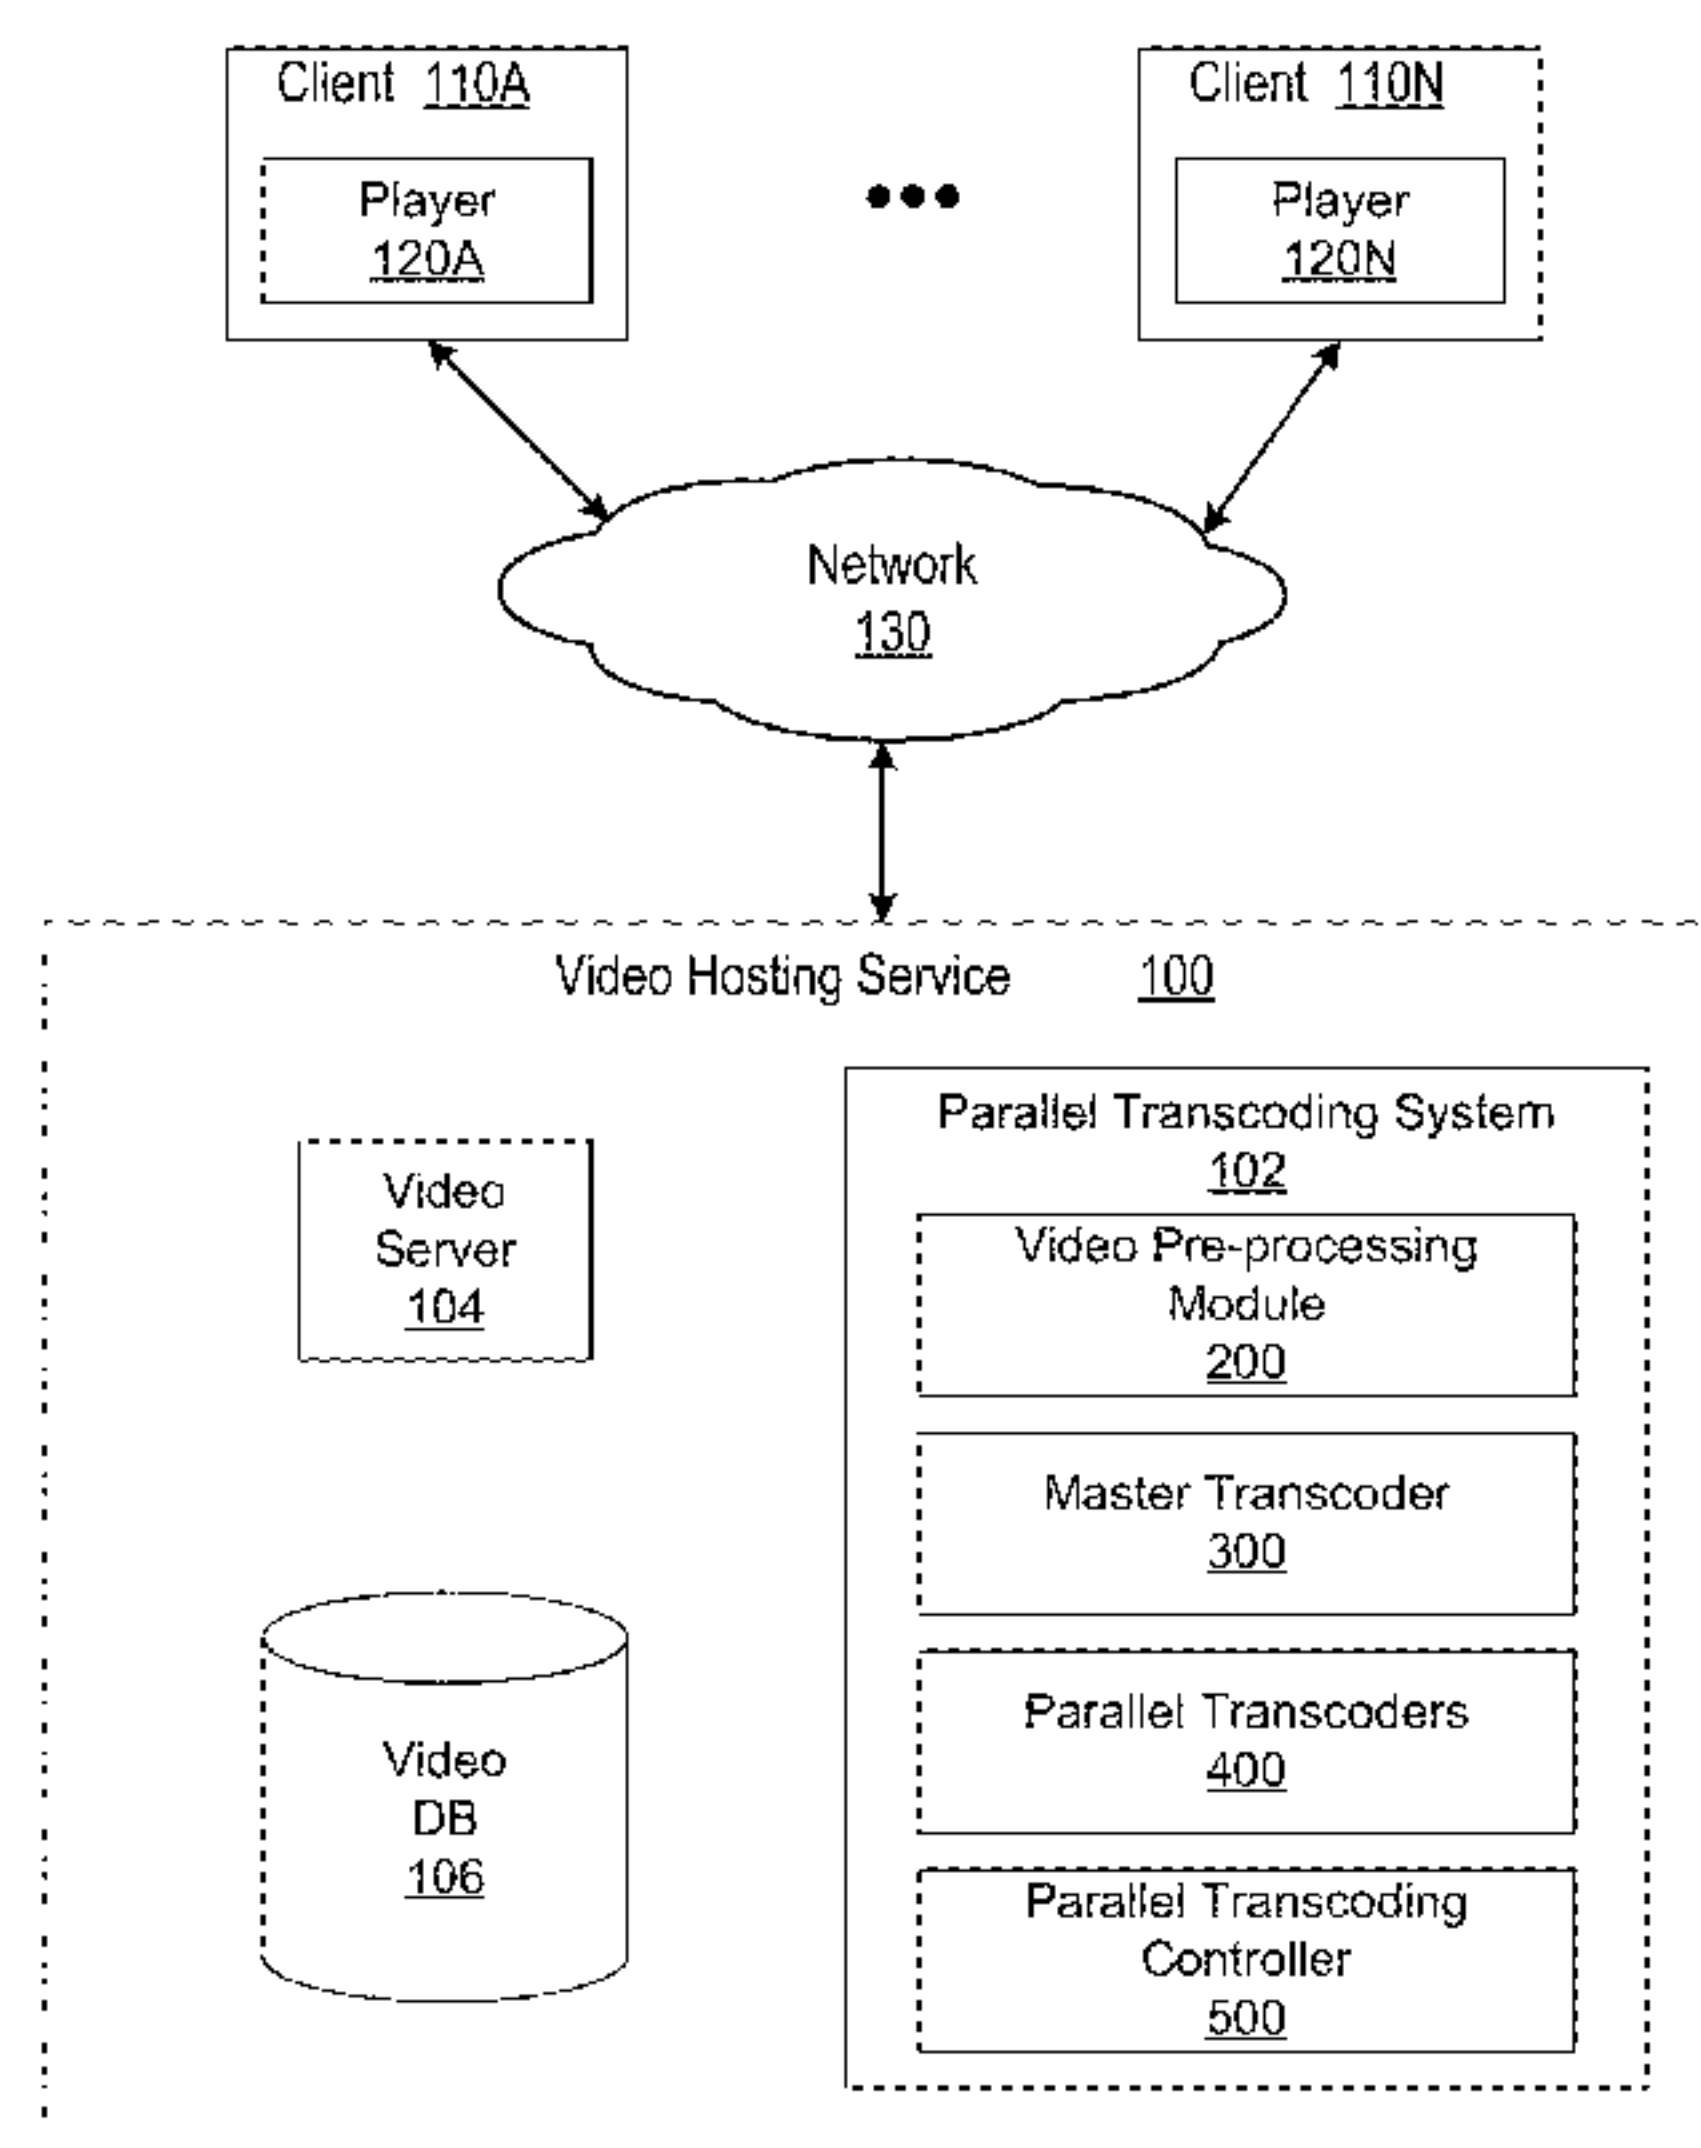 Client 110A
Player
120A
Client 110N
Player
120N
Network
130
Video Hosting Service 100
Video
Server
104
Video
DB
106
Parallel Transcoding System
102
Video Pre-processing
Module
200
Master Transcoder
300
Parallel Transcoders
400
Parallel Transcoding
Controller
500